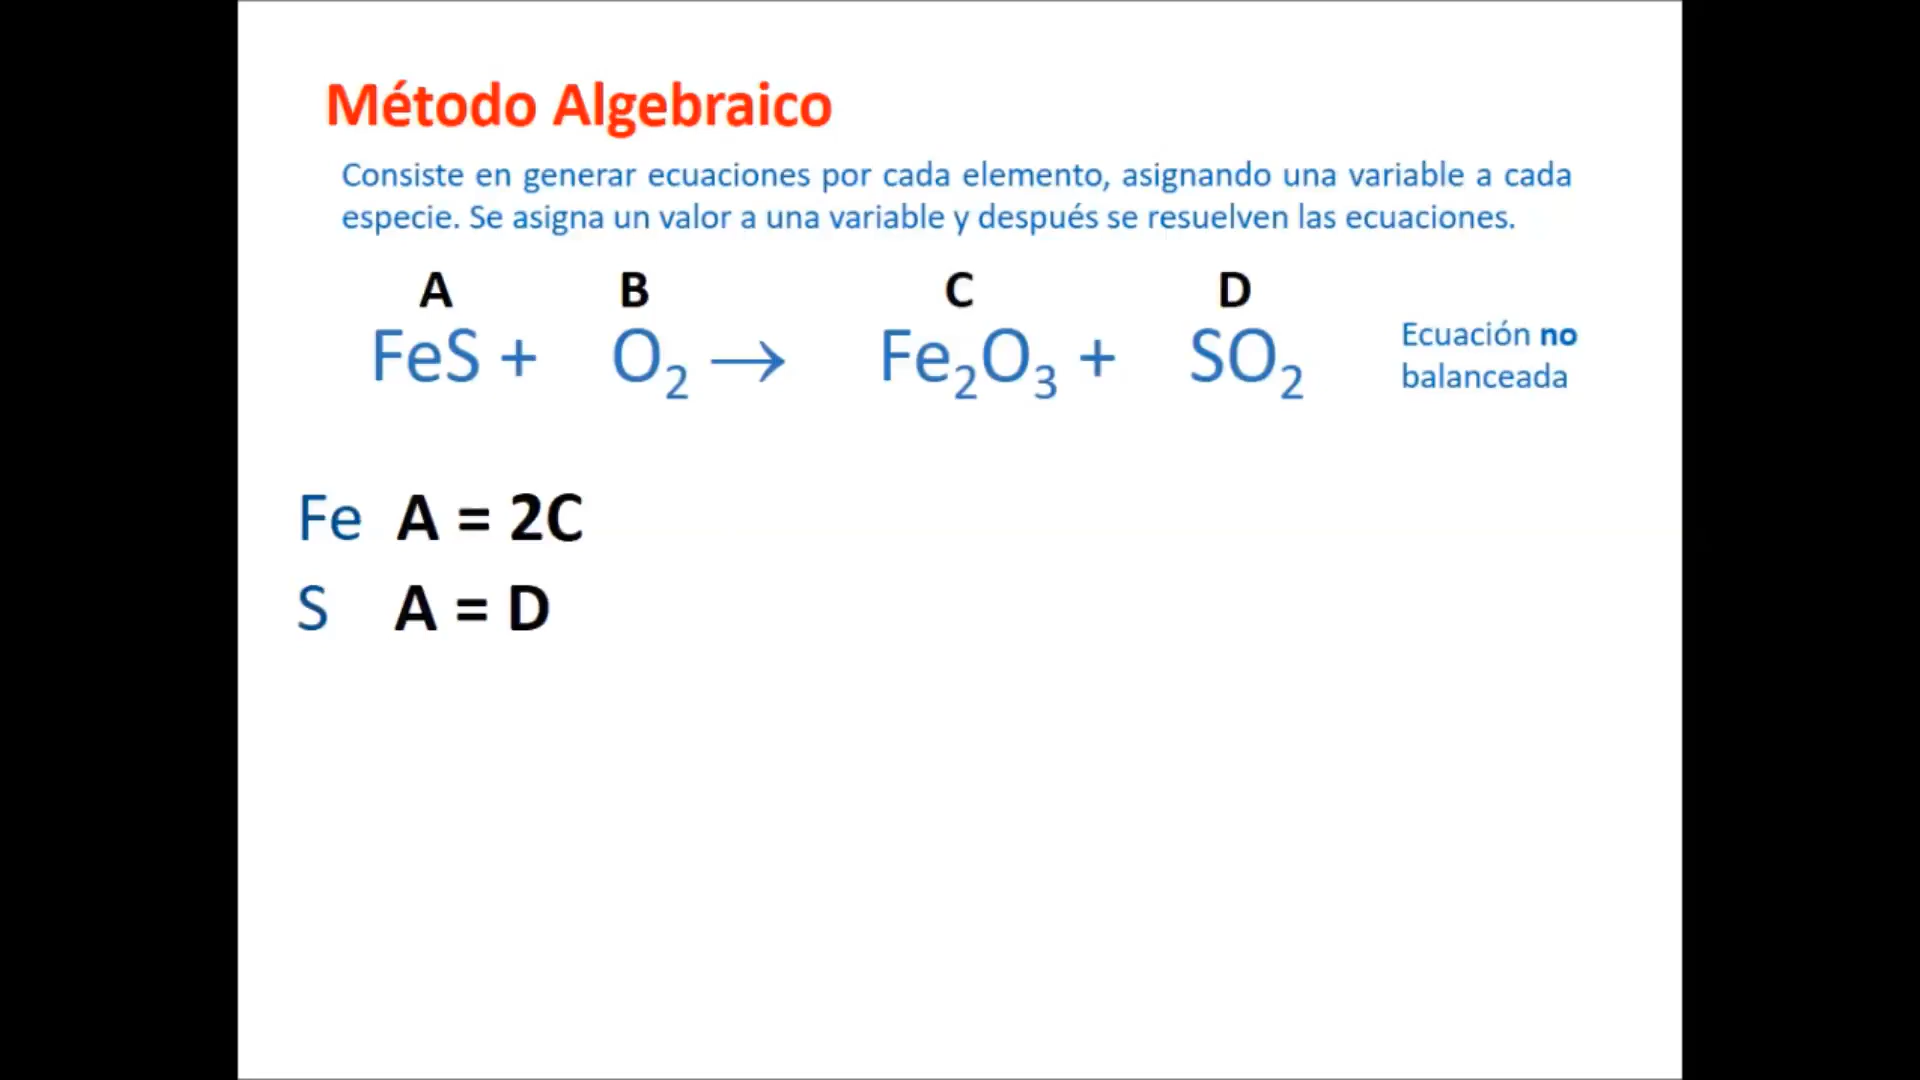 Método Algebraico
Consiste en generar ecuaciones por cada elemento, asignando una variable a cada
especie. Se asigna un valor a una variable y después se resuelven las ecuaciones.
A B C D
FeS + O₂ → Fe₂O₃ + SO₂
Ecuación no
balanceada
Fe A = 2C
S A = D